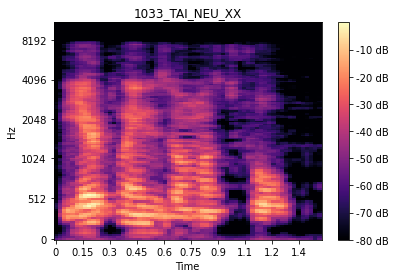 1033_TAI_NEU_XX
8192
4096
2048
1024
512
0
Hz
0 0.15 0.3 0.45 0.6 0.75 0.9 1.1 1.2 1.4
Time
-10 dB
-20 dB
-30 dB
-40 dB
-50 dB
-60 dB
-70 dB
-80 dB